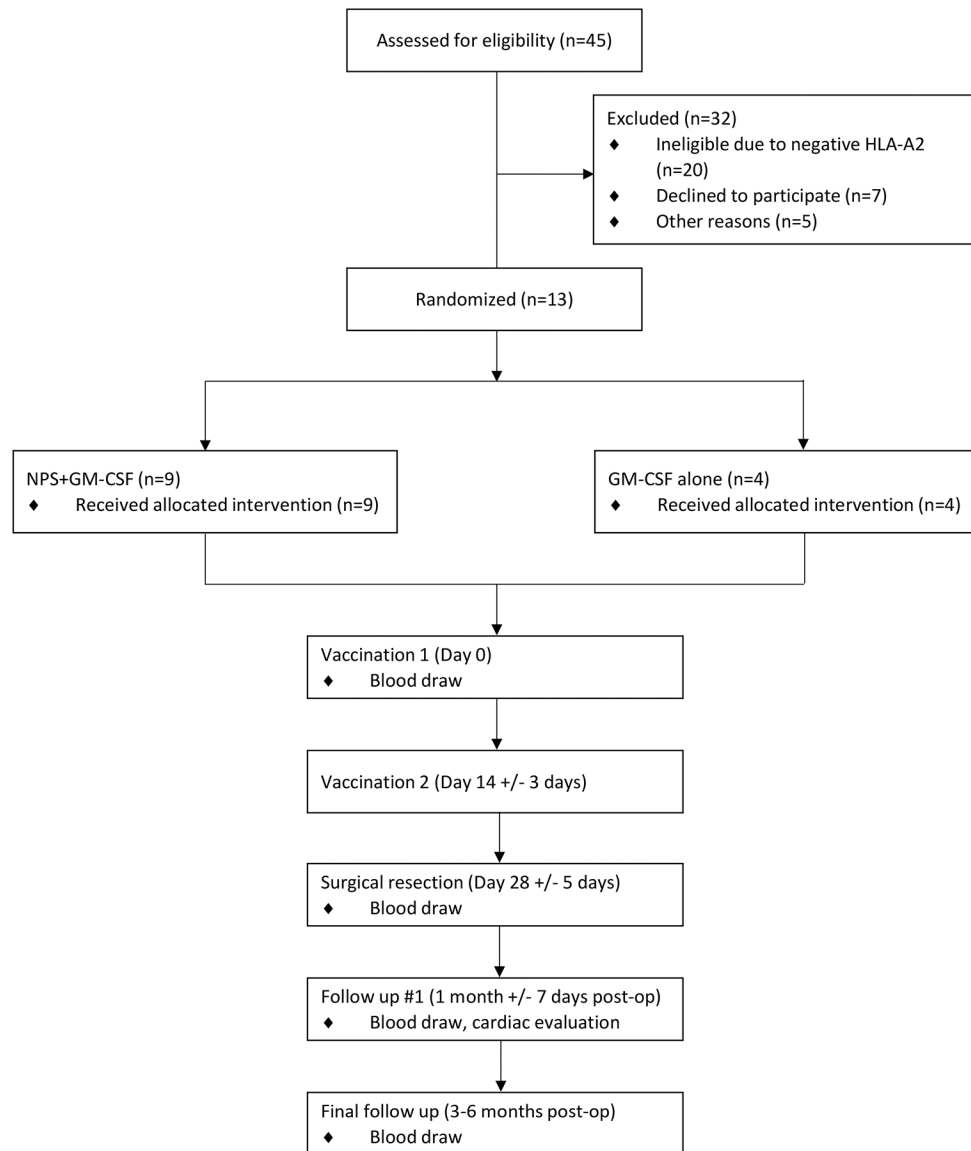 Assessed for eligibility (n=45)
Excluded (n=32)
♦ Ineligible due to negative HLA-A2
(n=20)
♦ Declined to participate (n=7)
♦ Other reasons (n=5)
Randomized (n=13)
NPS+GM-CSF (n=9)
♦ Received allocated intervention (n=9)
GM-CSF alone (n=4)
♦ Received allocated intervention (n=4)
Vaccination 1 (Day 0)
♦ Blood draw
Vaccination 2 (Day 14 +/- 3 days)
Surgical resection (Day 28 +/- 5 days)
♦ Blood draw
Follow up #1 (1 month +/- 7 days post-op)
♦ Blood draw, cardiac evaluation
Final follow up (3-6 months post-op)
♦ Blood draw